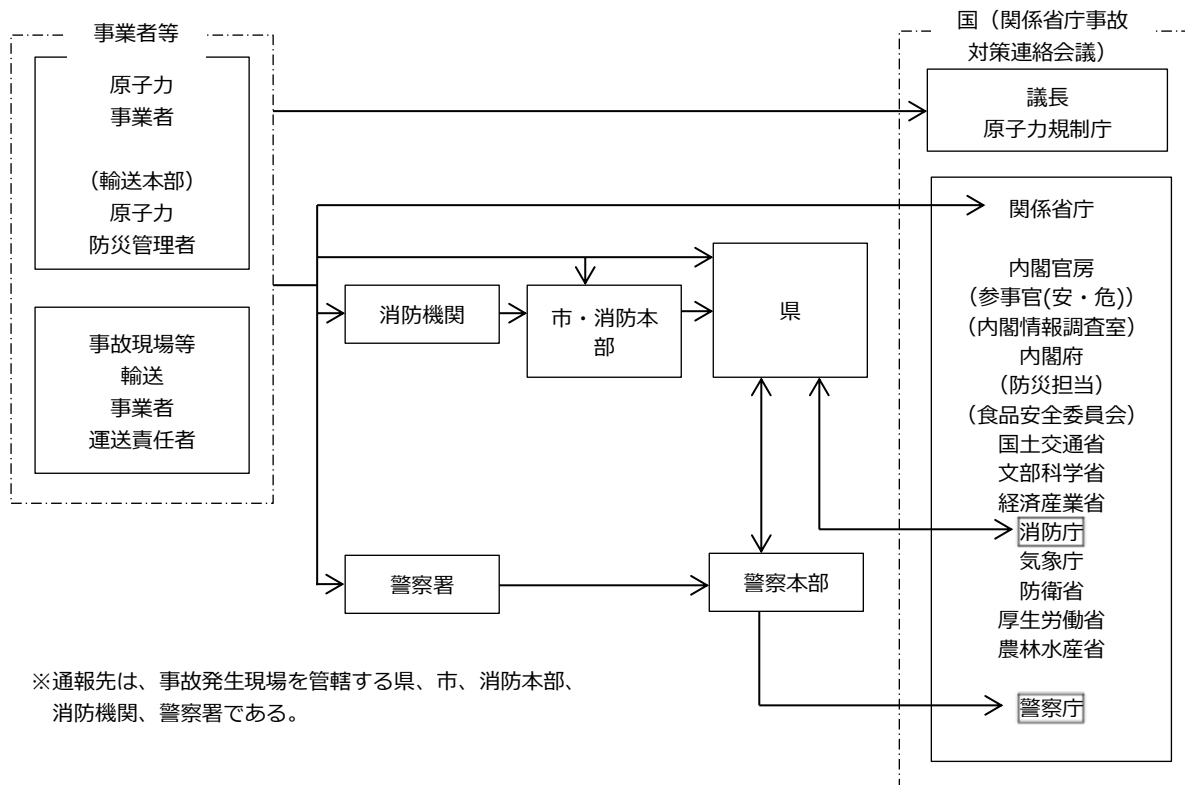 事業者等
原子力
事業者
（輸送本部）
原子力
防災管理者
事故現場等
輸送
事業者
運送責任者
消防機関
市・消防本
部
県
警察署
警察本部
国（関係省庁事故
対策連絡会議）
議長
原子力規制庁
関係省庁
内閣官房
（参事官(安・危)）
（内閣情報調査室）
内閣府
（防災担当）
（食品安全委員会）
国土交通省
文部科学省
経済産業省
消防庁
気象庁
防衛省
厚生労働省
農林水産省
警察庁
※通報先は、事故発生現場を管轄する県、市、消防本部、
消防機関、警察署である。